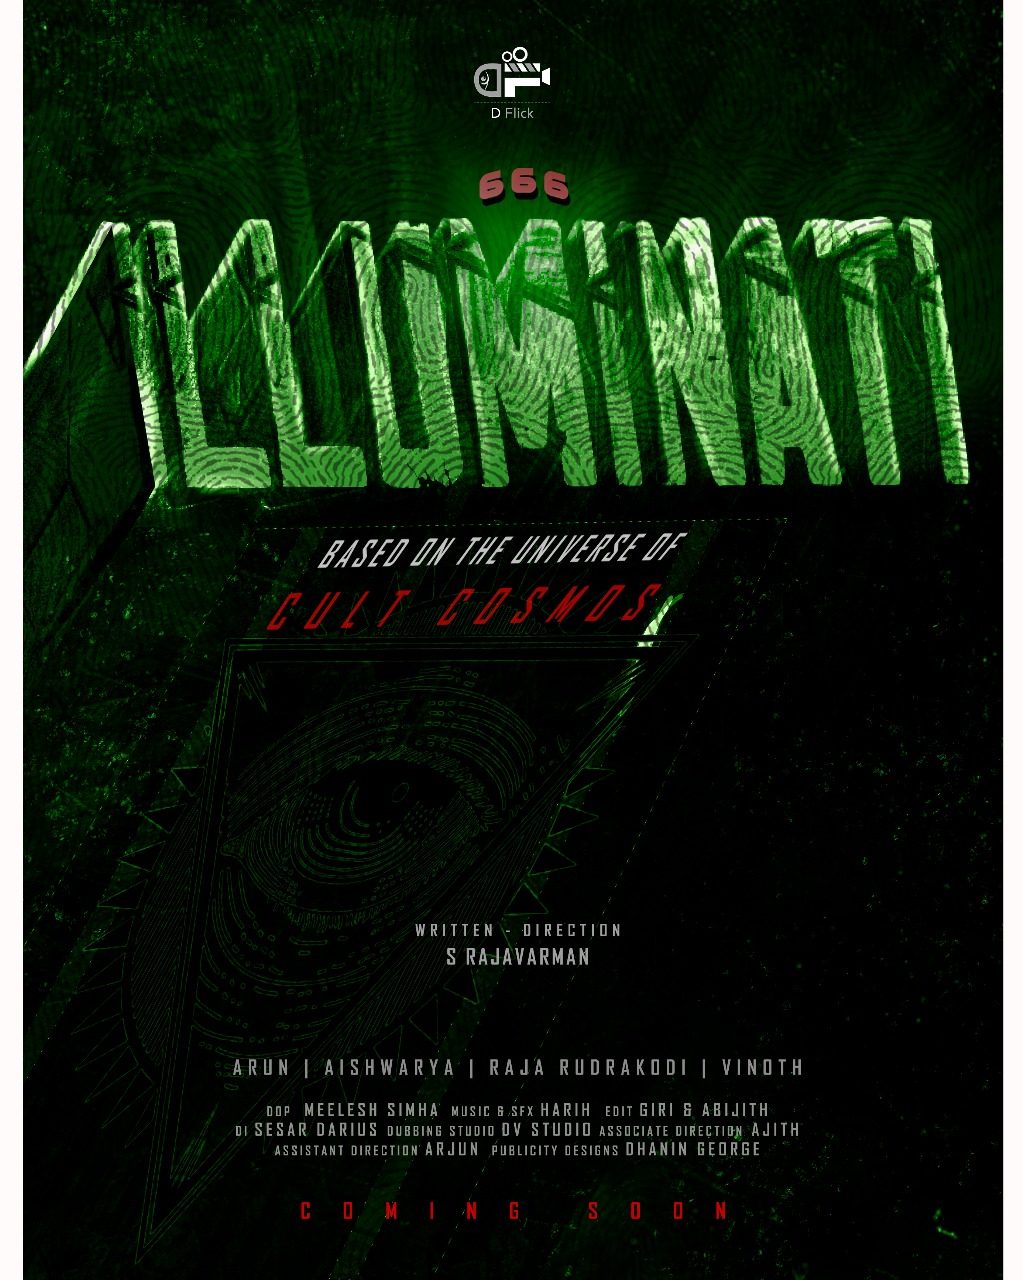 D Flick
666
ILLUMINATI
BASED ON THE UNIVERSE OF
CULT COSMOS
WRITTEN - DIRECTION
S RAJAVARMAN
ARUN | AISHWARYA | RAJA RUDRAKODI | VINOTH
DOP MEELESH SIMHA MUSIC & SFX HARIH EDIT GIRI & ABIJITH
DI SESAR DARIUS DUBBING STUDIO DV STUDIO ASSOCIATE DIRECTION AJITH
ASSISTANT DIRECTION ARJUN PUBLICITY DESIGNS DHANIN GEORGE
COMING SOON